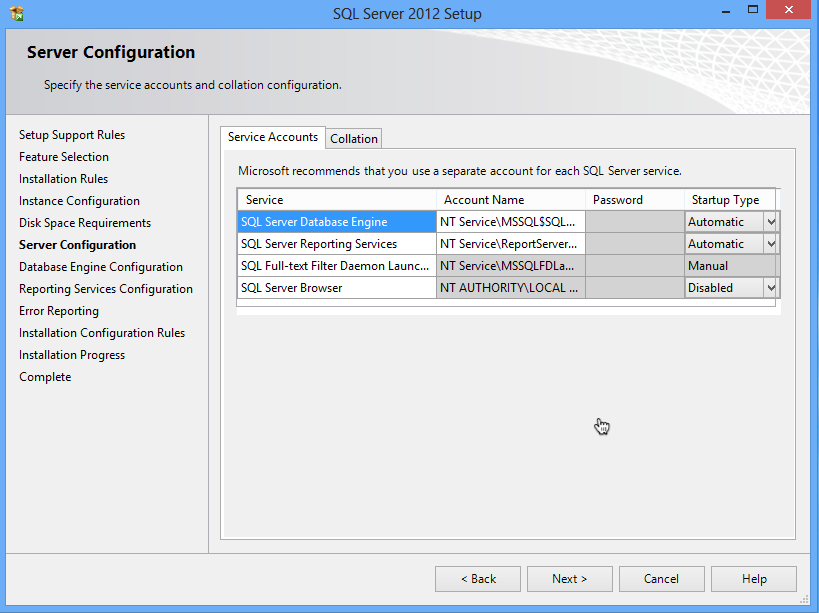 SQL Server 2012 Setup
Server Configuration
Specify the service accounts and collation configuration.
Setup Support Rules
Feature Selection
Installation Rules
Instance Configuration
Disk Space Requirements
Server Configuration
Database Engine Configuration
Reporting Services Configuration
Error Reporting
Installation Configuration Rules
Installation Progress
Complete
Service Accounts Collation
Microsoft recommends that you use a separate account for each SQL Server service.
Service Account Name Password Startup Type
SQL Server Database Engine NT Service\MSSQL$SQL... Automatic
SQL Server Reporting Services NT Service\ReportServer... Automatic
SQL Full-text Filter Daemon Launc... NT Service\MSSQLFDLa... Manual
SQL Server Browser NT AUTHORITY\LOCAL ... Disabled
< Back Next > Cancel Help